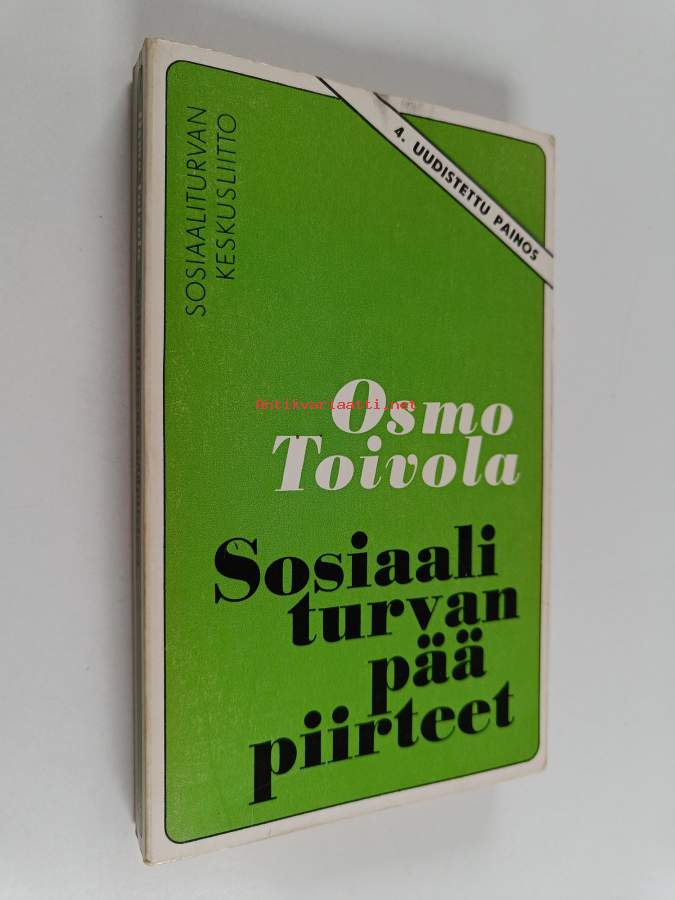 SOSIAALITURVAN
KESKUSLIITTO
4. UUDISTETTU PAINOS
Osmo
Toivola
Antikvariaatti.net
Sosiaali
turvan
pää
piirteet